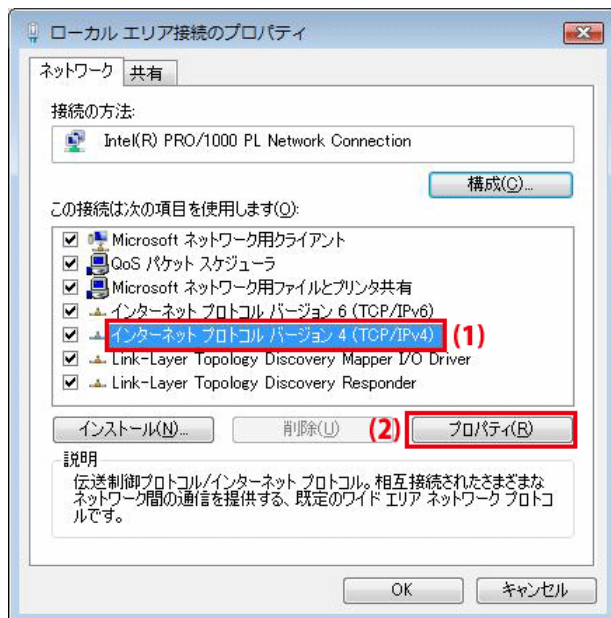 ローカル エリア接続のプロパティ
ネットワーク 共有
接続の方法:
Intel(R) PRO/1000 PL Network Connection
構成(C)...
この接続は次の項目を使用します(O):
Microsoft ネットワーク用クライアント
QoS パケット スケジューラ
Microsoft ネットワーク用ファイルとプリンタ共有
インターネット プロトコル バージョン 6 (TCP/IPv6)
インターネット プロトコル バージョン 4 (TCP/IPv4) (1)
Link-Layer Topology Discovery Mapper I/O Driver
Link-Layer Topology Discovery Responder
インストール(N)... 削除(U) (2) プロパティ(R)
説明
伝送制御プロトコル/インターネット プロトコル。相互接続されたさまざまな
ネットワーク間の通信を提供する、既定のワイド エリア ネットワーク プロトコ
ルです。
OK キャンセル